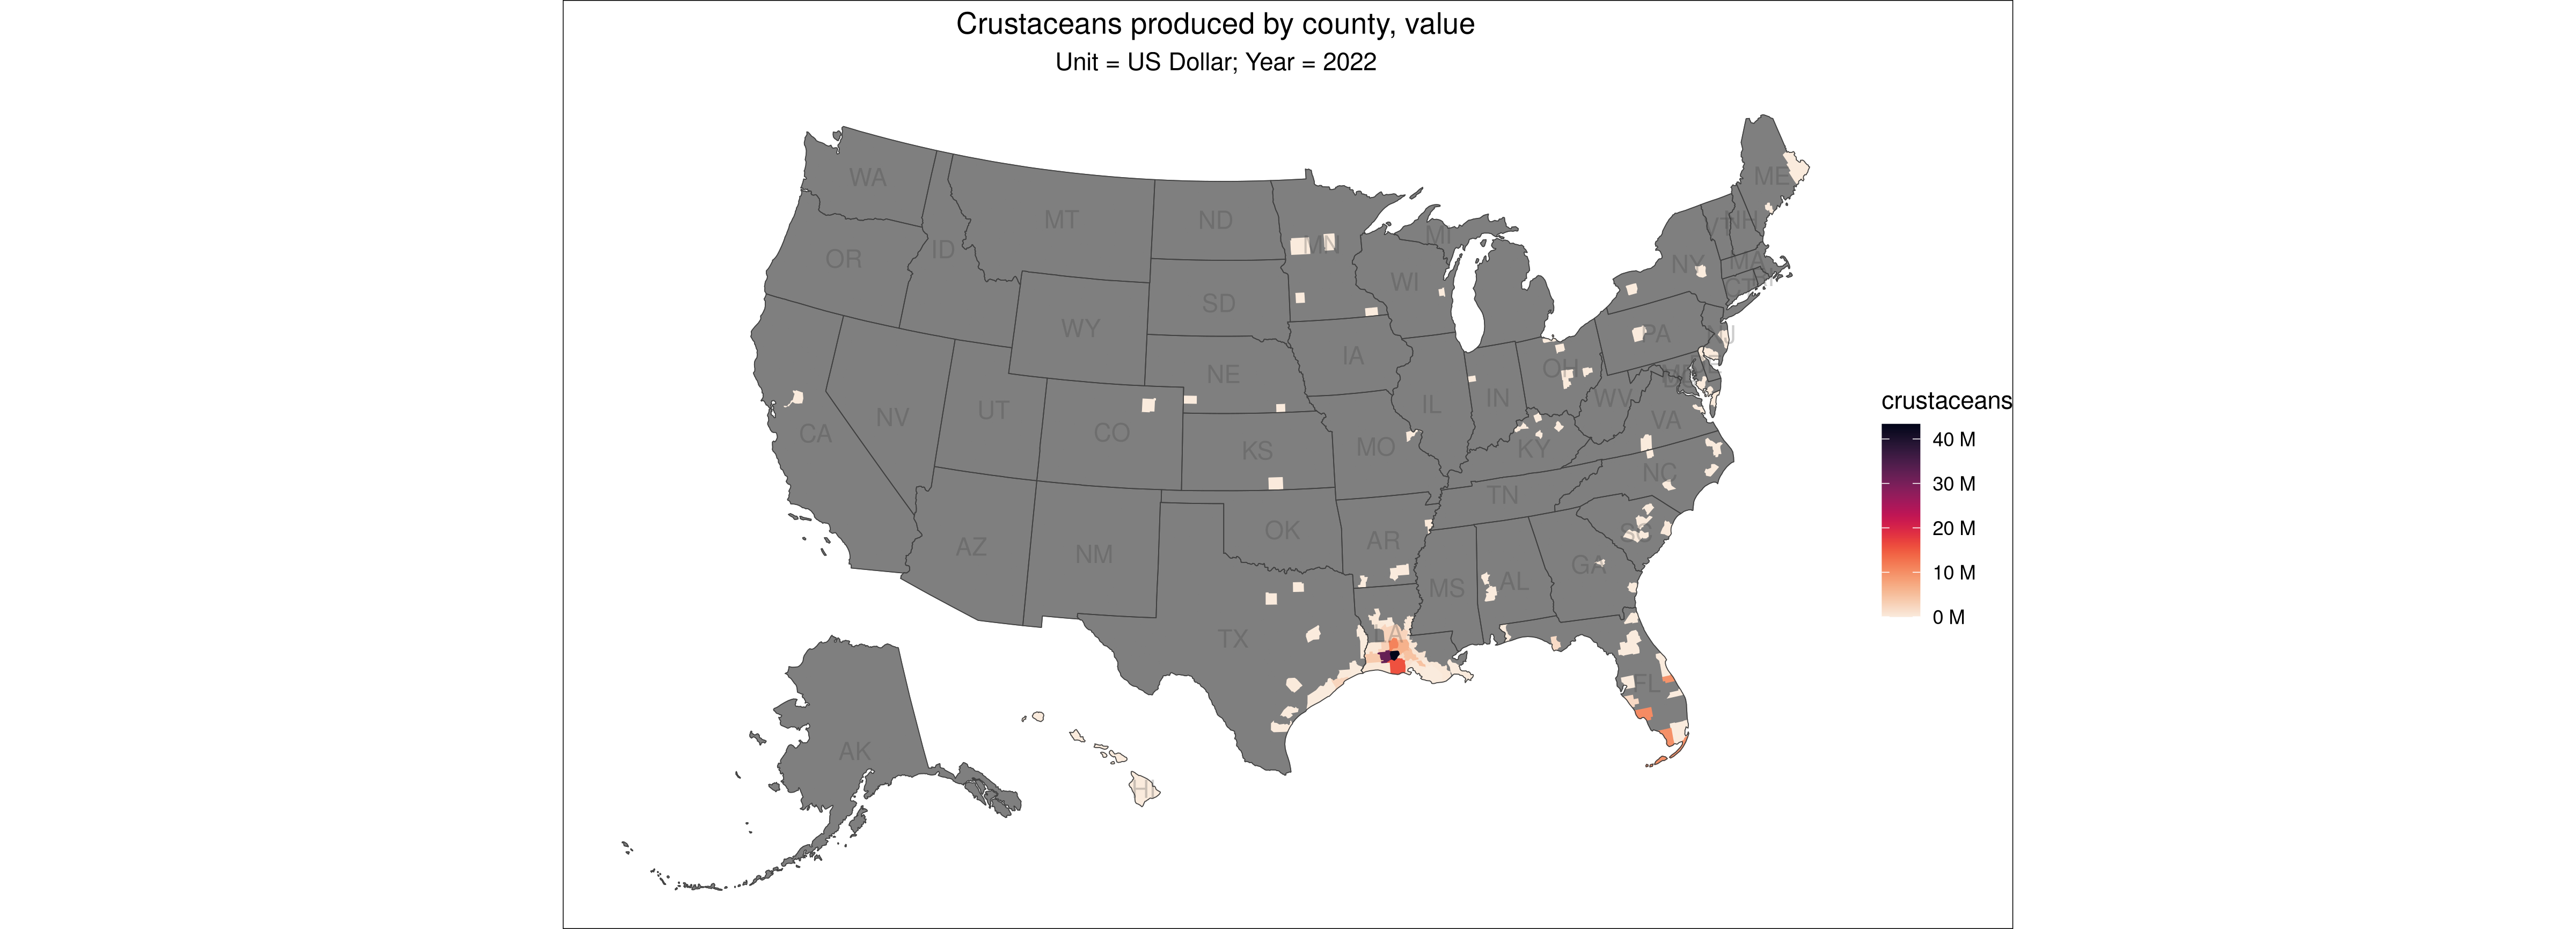 Crustaceans produced by county, value
Unit = US Dollar; Year = 2022
WA
MT
ND
MN
MI
ME
VT
NH
OR
ID
SD
WI
NY
MA
CT
WY
IA
PA
NJ
NE
OH
NV
UT
CO
IL
IN
WV
VA
CA
KS
MO
KY
NC
TN
AZ
NM
OK
AR
SC
MS
AL
GA
TX
LA
FL
AK
HI
crustaceans
40 M
30 M
20 M
10 M
0 M